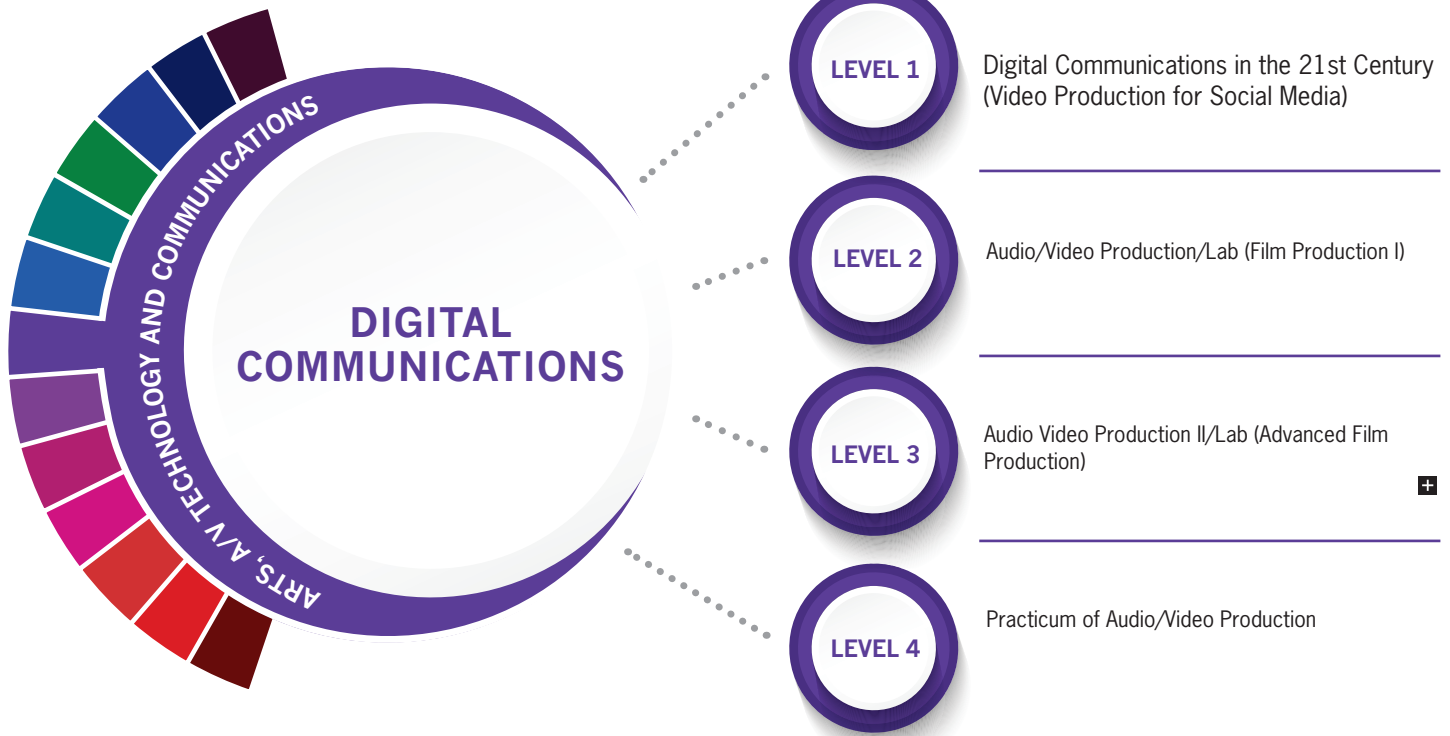 ARTS, A/V TECHNOLOGY AND COMMUNICATIONS
DIGITAL
COMMUNICATIONS
LEVEL 1
Digital Communications in the 21st Century
(Video Production for Social Media)
LEVEL 2
Audio/Video Production/Lab (Film Production I)
LEVEL 3
Audio Video Production II/Lab (Advanced Film
Production)
+
LEVEL 4
Practicum of Audio/Video Production